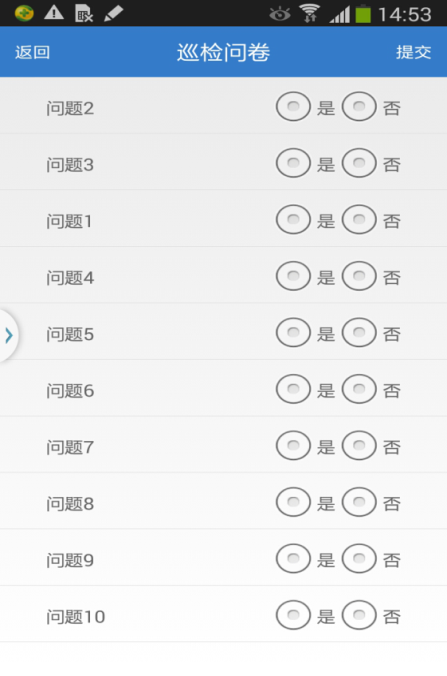 14:53
返回 巡检问卷 提交
问题2 是 否
问题3 是 否
问题1 是 否
问题4 是 否
问题5 是 否
问题6 是 否
问题7 是 否
问题8 是 否
问题9 是 否
问题10 是 否